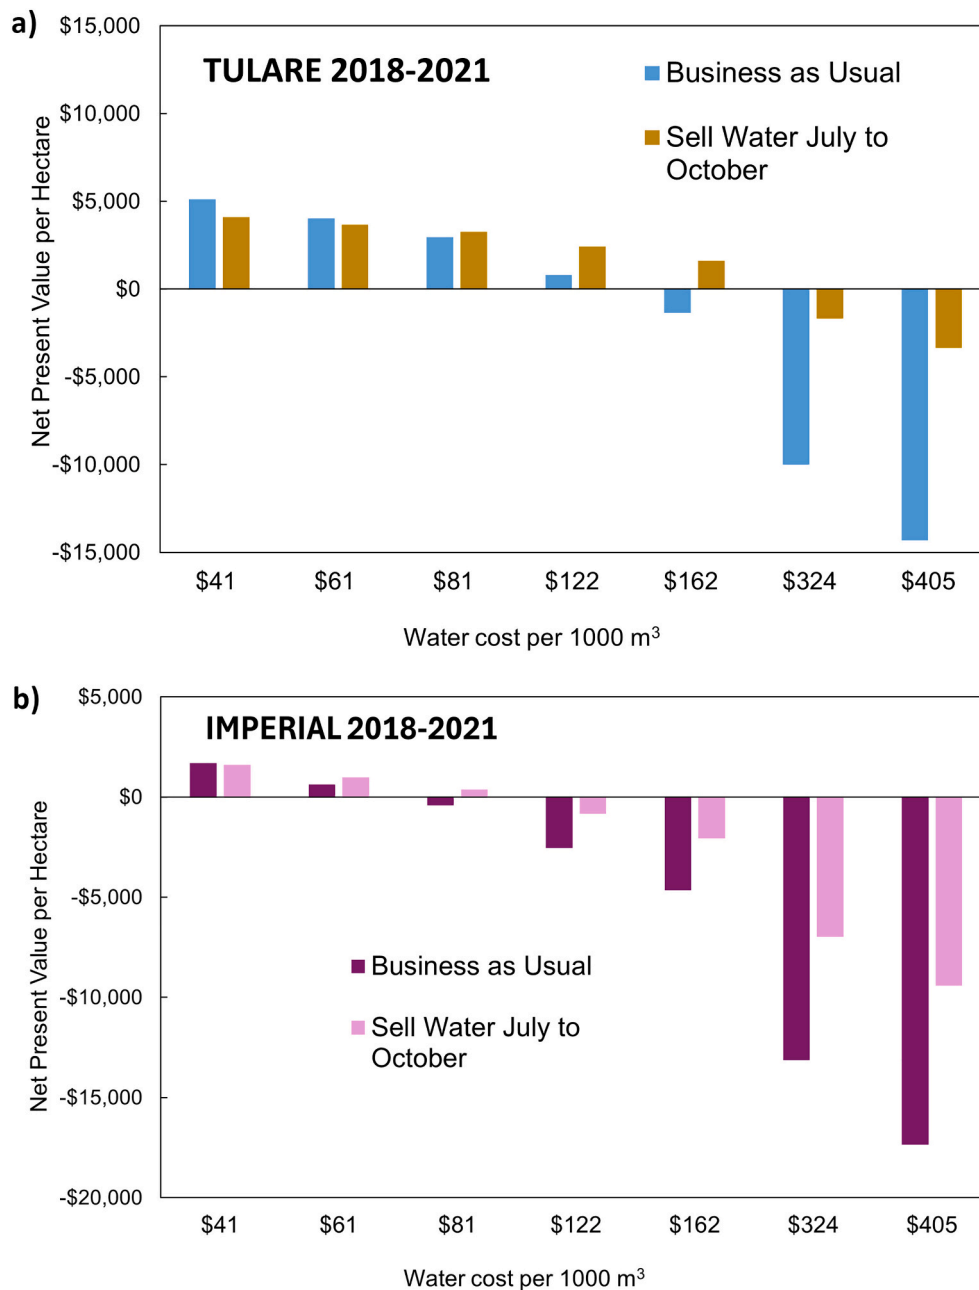 a)
TULARE 2018-2021
Business as Usual
Sell Water July to
October
Net Present Value per Hectare
$15,000
$10,000
$5,000
$0
-$5,000
-$10,000
-$15,000
$41 $61 $81 $122 $162 $324 $405
Water cost per 1000 m³
b)
IMPERIAL 2018-2021
Business as Usual
Sell Water July to
October
Net Present Value per Hectare
$5,000
$0
-$5,000
-$10,000
-$15,000
-$20,000
$41 $61 $81 $122 $162 $324 $405
Water cost per 1000 m³